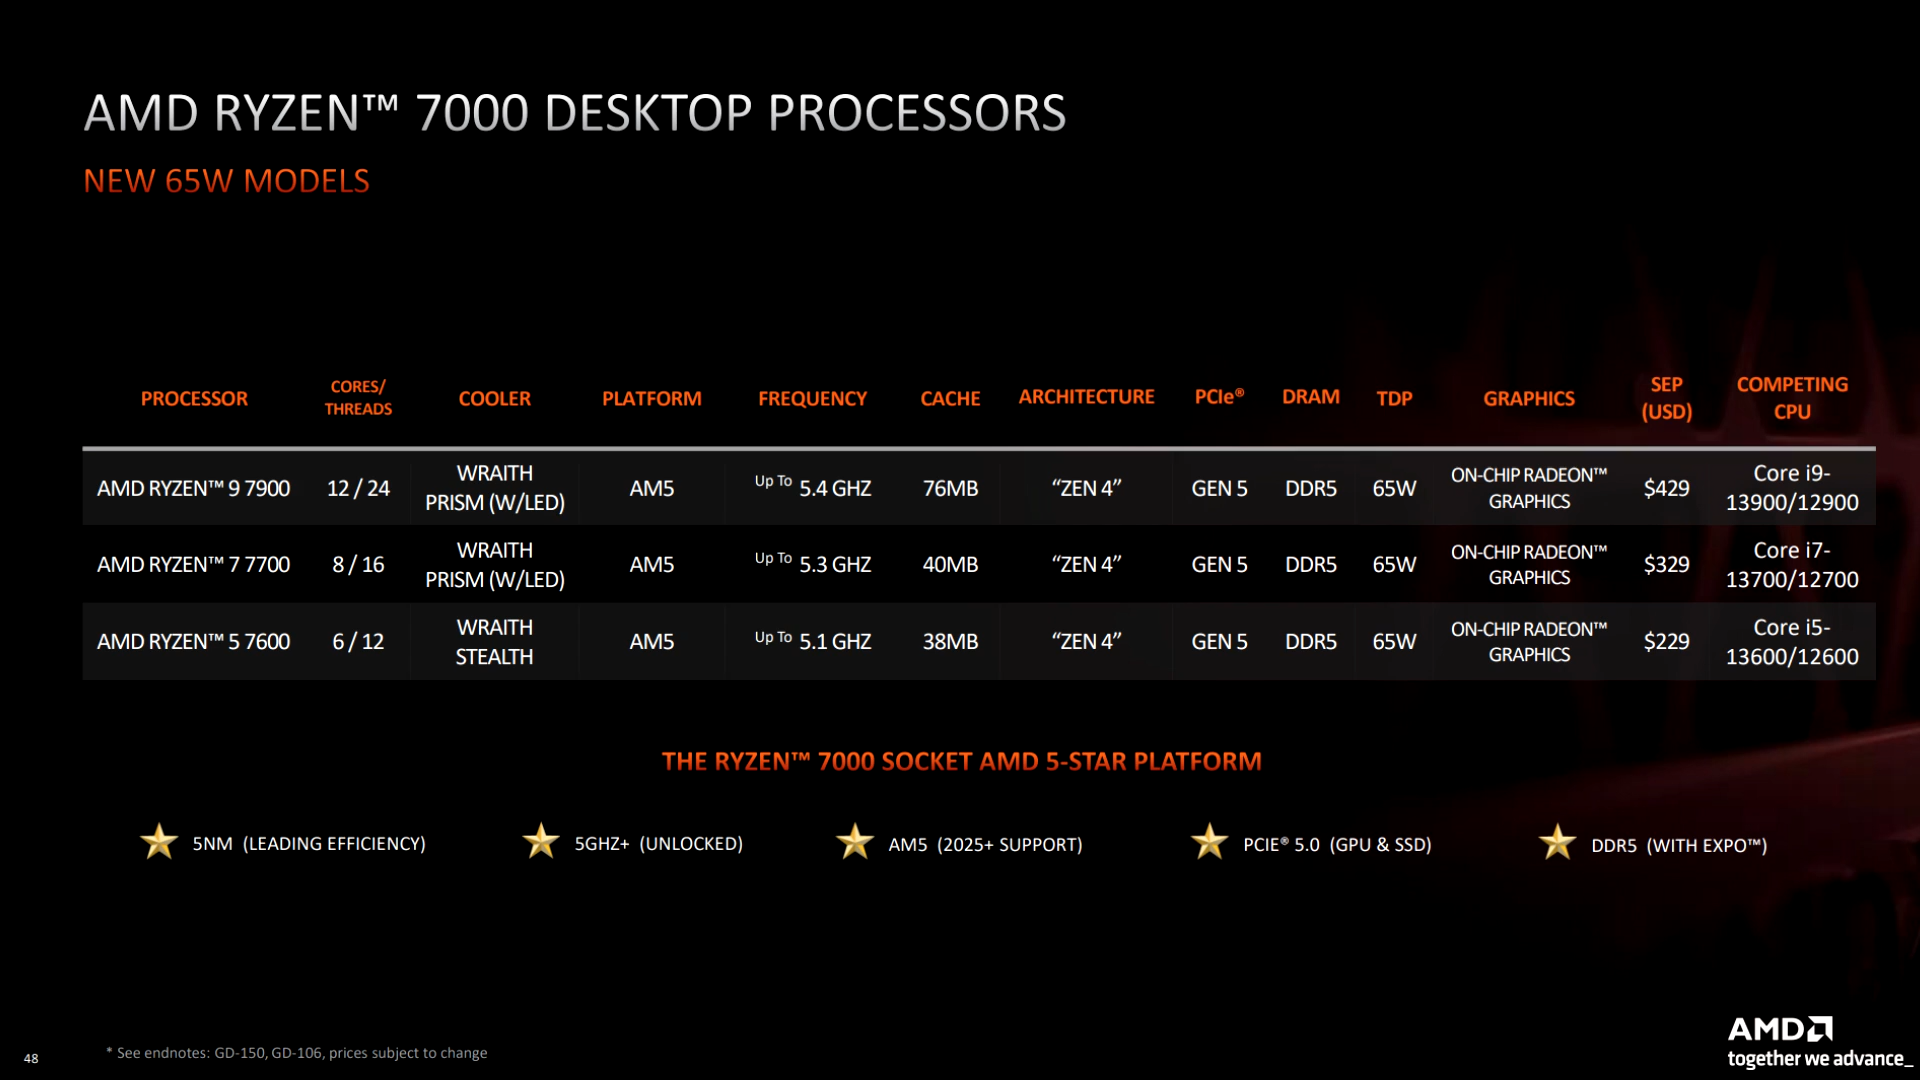 AMD RYZEN™ 7000 DESKTOP PROCESSORS
NEW 65W MODELS
PROCESSOR CORES/ THREADS COOLER PLATFORM FREQUENCY CACHE ARCHITECTURE PCIe® DRAM TDP GRAPHICS SEP (USD) COMPETING CPU
AMD RYZEN™ 9 7900 12 / 24 WRAITH PRISM (W/LED) AM5 Up To 5.4 GHZ 76MB “ZEN 4” GEN 5 DDR5 65W ON-CHIP RADEON™ GRAPHICS $429 Core i9-13900/12900
AMD RYZEN™ 7 7700 8 / 16 WRAITH PRISM (W/LED) AM5 Up To 5.3 GHZ 40MB “ZEN 4” GEN 5 DDR5 65W ON-CHIP RADEON™ GRAPHICS $329 Core i7-13700/12700
AMD RYZEN™ 5 7600 6 / 12 WRAITH STEALTH AM5 Up To 5.1 GHZ 38MB “ZEN 4” GEN 5 DDR5 65W ON-CHIP RADEON™ GRAPHICS $229 Core i5-13600/12600
THE RYZEN™ 7000 SOCKET AMD 5-STAR PLATFORM
5NM (LEADING EFFICIENCY) 5GHZ+ (UNLOCKED) AM5 (2025+ SUPPORT) PCIE® 5.0 (GPU & SSD) DDR5 (WITH EXPO™)
48
* See endnotes: GD-150, GD-106, prices subject to change
AMD
together we advance_